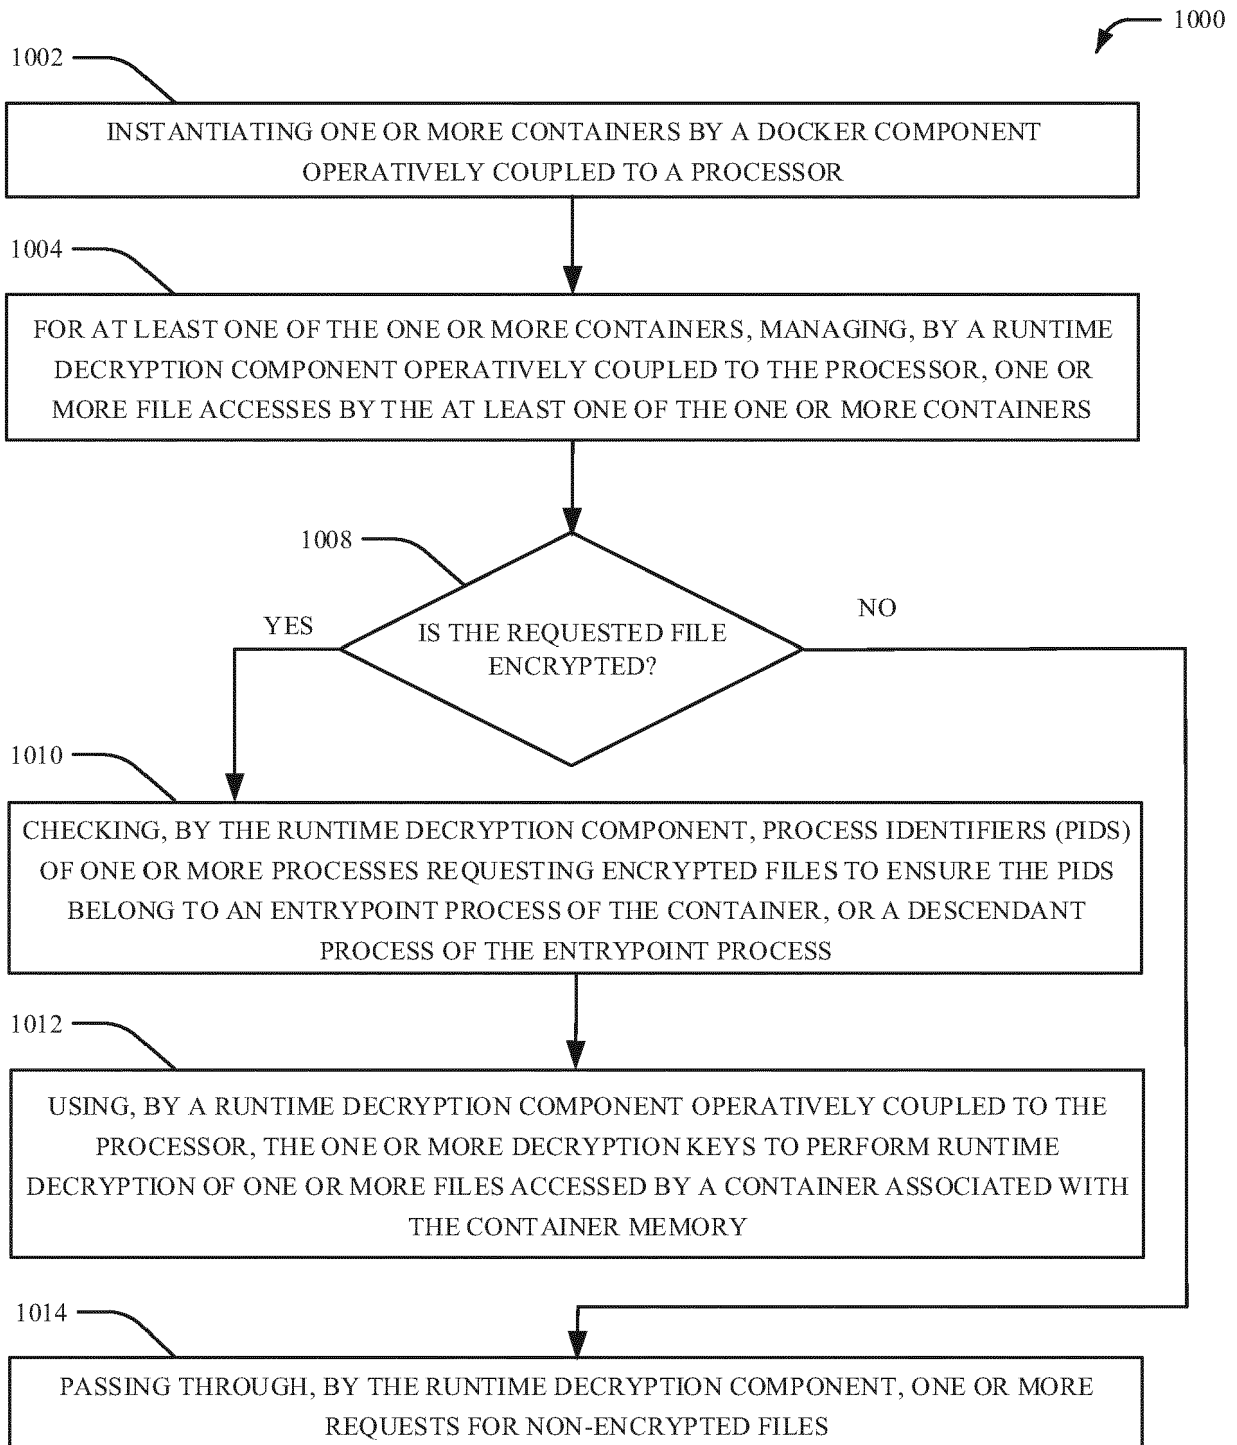 1000
1002
INSTANTIATING ONE OR MORE CONTAINERS BY A DOCKER COMPONENT
OPERATIVELY COUPLED TO A PROCESSOR
1004
FOR AT LEAST ONE OF THE ONE OR MORE CONTAINERS, MANAGING, BY A RUNTIME
DECRYPTION COMPONENT OPERATIVELY COUPLED TO THE PROCESSOR, ONE OR
MORE FILE ACCESSES BY THE AT LEAST ONE OF THE ONE OR MORE CONTAINERS
1008
YES
NO
IS THE REQUESTED FILE
ENCRYPTED?
1010
CHECKING, BY THE RUNTIME DECRYPTION COMPONENT, PROCESS IDENTIFIERS (PIDS)
OF ONE OR MORE PROCESSES REQUESTING ENCRYPTED FILES TO ENSURE THE PIDS
BELONG TO AN ENTRYPOINT PROCESS OF THE CONTAINER, OR A DESCENDANT
PROCESS OF THE ENTRYPOINT PROCESS
1012
USING, BY A RUNTIME DECRYPTION COMPONENT OPERATIVELY COUPLED TO THE
PROCESSOR, THE ONE OR MORE DECRYPTION KEYS TO PERFORM RUNTIME
DECRYPTION OF ONE OR MORE FILES ACCESSED BY A CONTAINER ASSOCIATED WITH
THE CONTAINER MEMORY
1014
PASSING THROUGH, BY THE RUNTIME DECRYPTION COMPONENT, ONE OR MORE
REQUESTS FOR NON-ENCRYPTED FILES